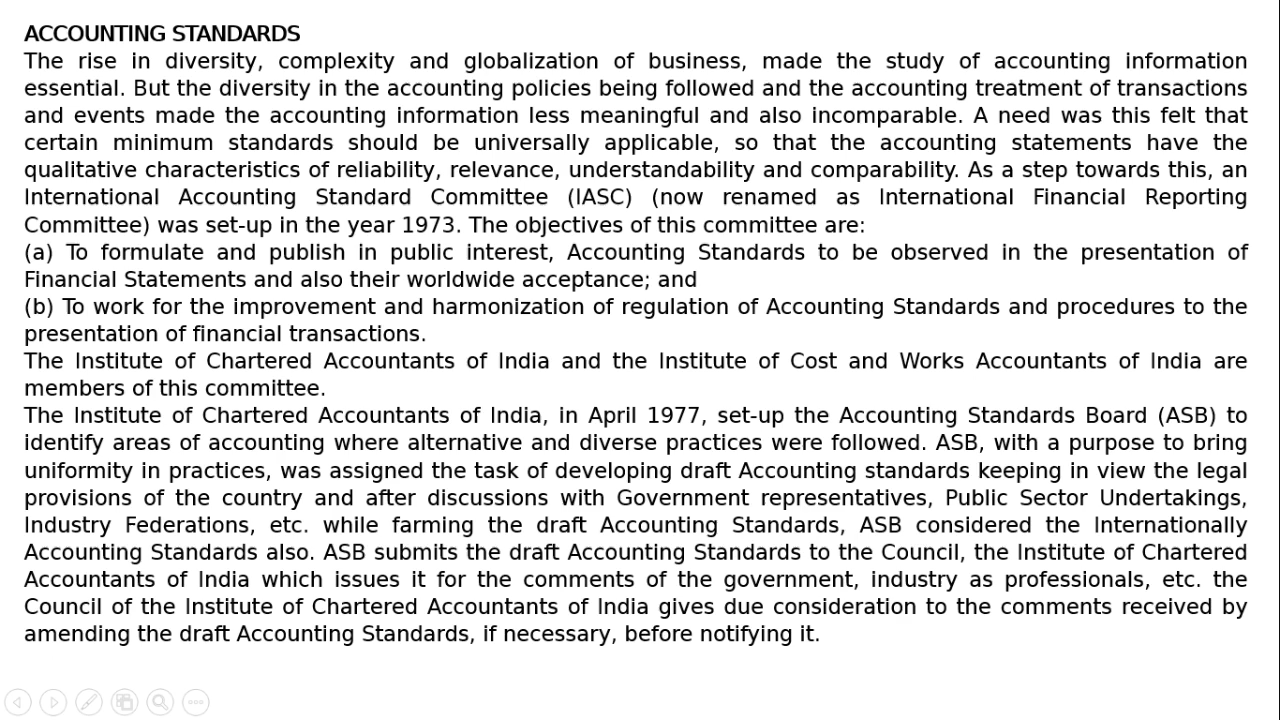 ACCOUNTING STANDARDS
The rise in diversity, complexity and globalization of business, made the study of accounting information
essential. But the diversity in the accounting policies being followed and the accounting treatment of transactions
and events made the accounting information less meaningful and also incomparable. A need was this felt that
certain minimum standards should be universally applicable, so that the accounting statements have the
qualitative characteristics of reliability, relevance, understandability and comparability. As a step towards this, an
International Accounting Standard Committee (IASC) (now renamed as International Financial Reporting
Committee) was set-up in the year 1973. The objectives of this committee are:
(a) To formulate and publish in public interest, Accounting Standards to be observed in the presentation of
Financial Statements and also their worldwide acceptance; and
(b) To work for the improvement and harmonization of regulation of Accounting Standards and procedures to the
presentation of financial transactions.
The Institute of Chartered Accountants of India and the Institute of Cost and Works Accountants of India are
members of this committee.
The Institute of Chartered Accountants of India, in April 1977, set-up the Accounting Standards Board (ASB) to
identify areas of accounting where alternative and diverse practices were followed. ASB, with a purpose to bring
uniformity in practices, was assigned the task of developing draft Accounting standards keeping in view the legal
provisions of the country and after discussions with Government representatives, Public Sector Undertakings,
Industry Federations, etc. while farming the draft Accounting Standards, ASB considered the Internationally
Accounting Standards also. ASB submits the draft Accounting Standards to the Council, the Institute of Chartered
Accountants of India which issues it for the comments of the government, industry as professionals, etc. the
Council of the Institute of Chartered Accountants of India gives due consideration to the comments received by
amending the draft Accounting Standards, if necessary, before notifying it.